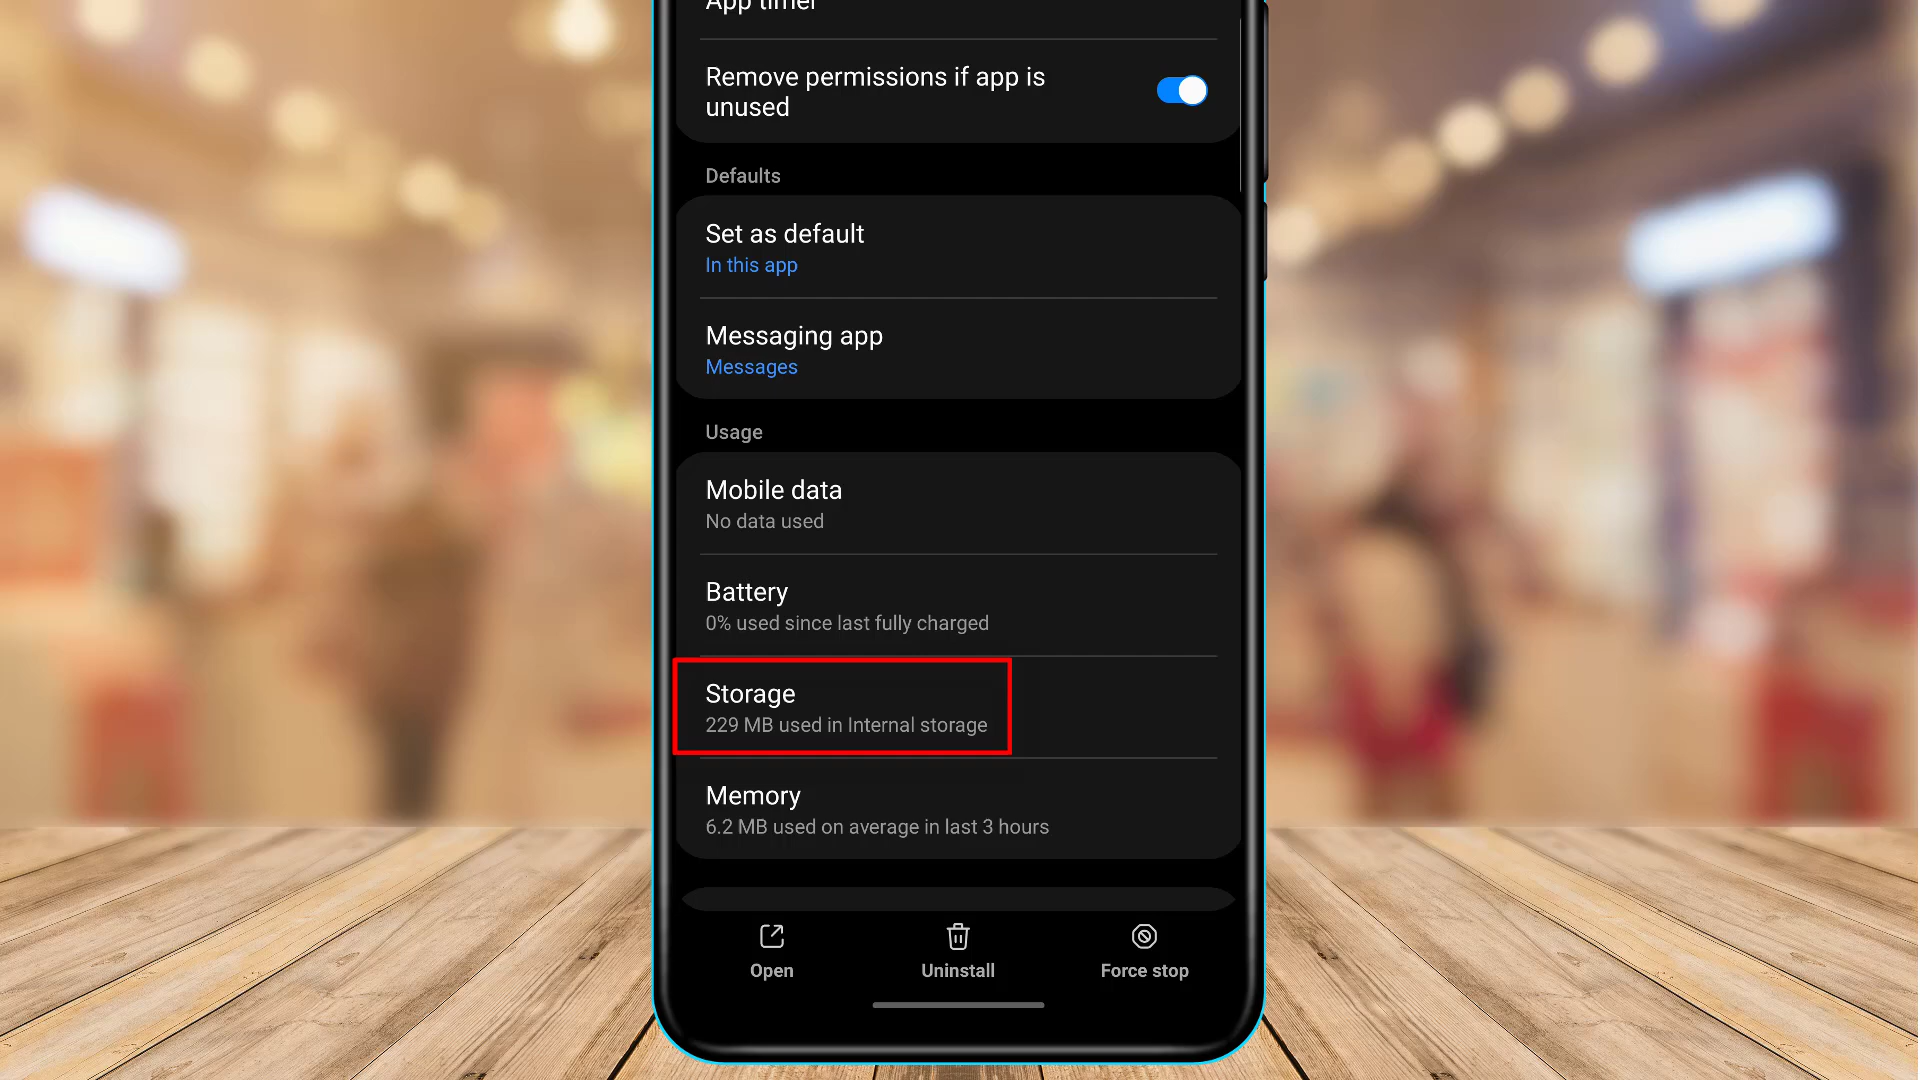 App timer
Remove permissions if app is
unused
Defaults
Set as default
In this app
Messaging app
Messages
Usage
Mobile data
No data used
Battery
0% used since last fully charged
Storage
229 MB used in Internal storage
Memory
6.2 MB used on average in last 3 hours
Open
Uninstall
Force stop